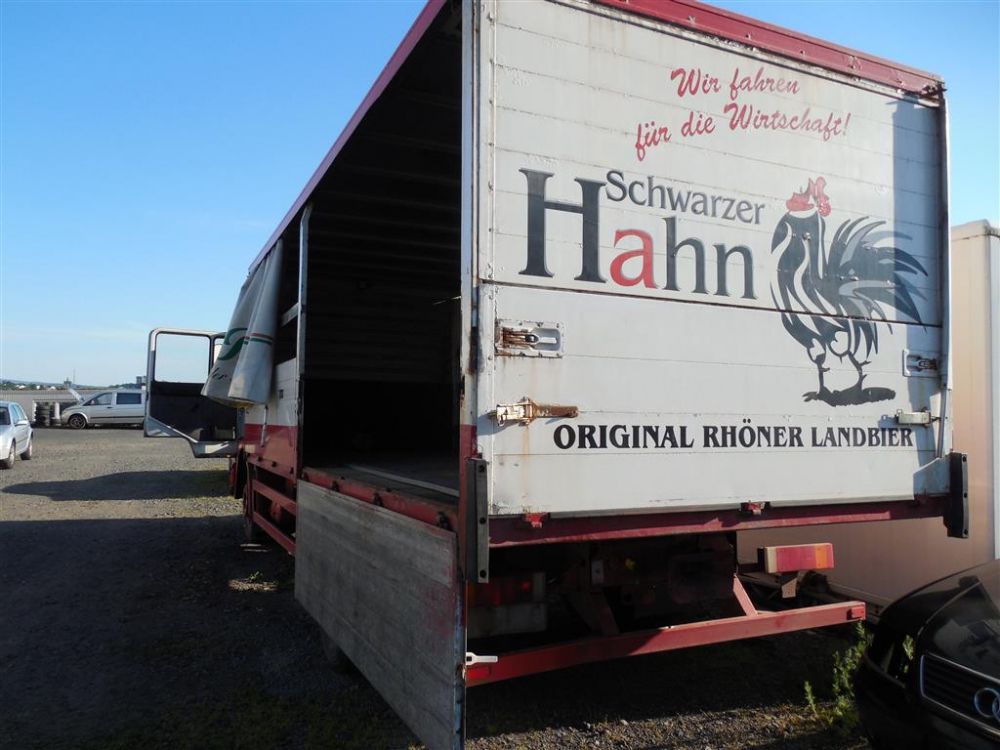 Wir fahren
für die Wirtschaft!
Schwarzer
Hahn
ORIGINAL RHÖNER LANDBIER